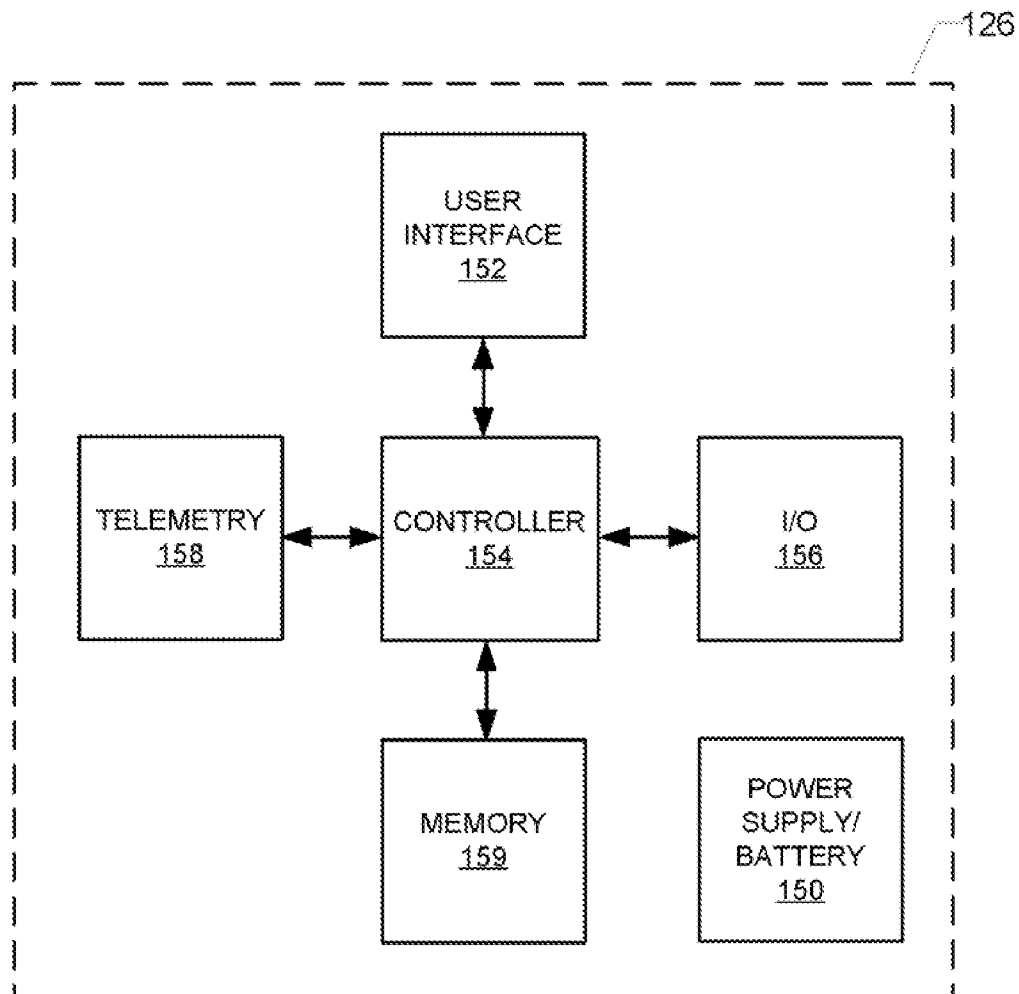 126
USER
INTERFACE
152
TELEMETRY
158
CONTROLLER
154
I/O
156
MEMORY
159
POWER
SUPPLY/
BATTERY
150